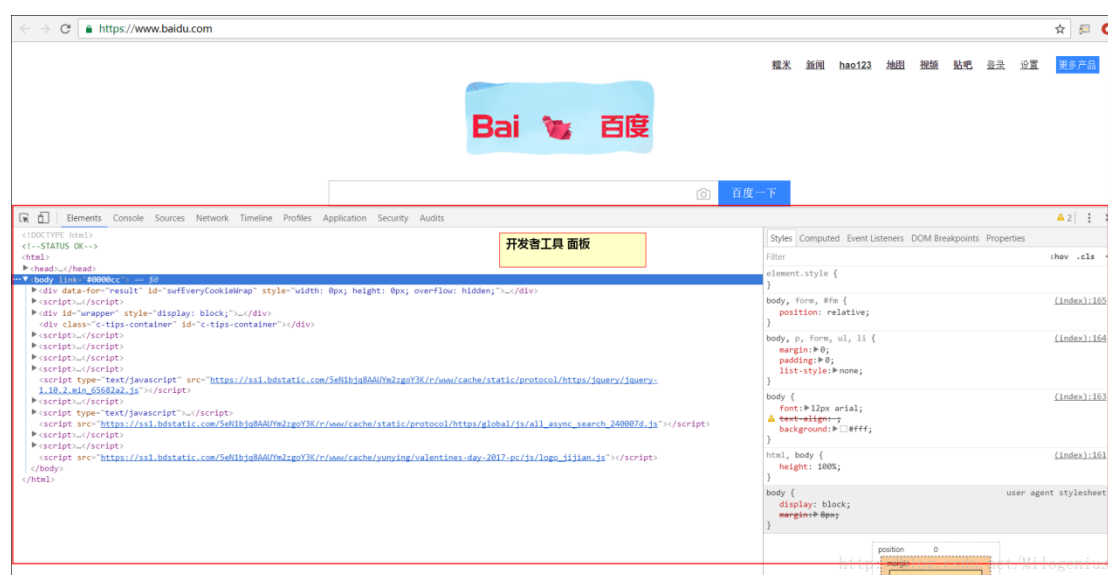 https://www.baidu.com
糯米 新闻 hao123 地图 视频 贴吧 登录 设置 更多产品
Bai 百度
百度一下
Elements Console Sources Network Timeline Profiles Application Security Audits
2
开发者工具 面板
<!DOCTYPE html>
<!--STATUS OK-->
<html>
<head>…</head>
<body link="#0000cc"> == $0
<div data-for="result" id="swfEveryCookieWrap" style="width: 0px; height: 0px; overflow: hidden;">…</div>
<script>…</script>
<div id="wrapper" style="display: block;">…</div>
<div class="c-tips-container" id="c-tips-container"></div>
<script>…</script>
<script>…</script>
<script>…</script>
<script>…</script>
<script type="text/javascript" src="https://ss1.bdstatic.com/5eN1bjq8AAUYm2zgoY3K/r/www/cache/static/protocol/https/jquery/jquery-
1.10.2.min_65682a2.js"></script>
<script>…</script>
<script type="text/javascript">…</script>
<script src="https://ss1.bdstatic.com/5eN1bjq8AAUYm2zgoY3K/r/www/cache/static/protocol/https/global/js/all_async_search_240007d.js"></script>
<script>…</script>
<script>…</script>
<script src="https://ss1.bdstatic.com/5eN1bjq8AAUYm2zgoY3K/r/www/cache/yunying/valentines-day-2017-pc/js/logo_jijian.js"></script>
</body>
</html>
Styles Computed Event Listeners DOM Breakpoints Properties
Filter :hov .cls
element.style {
}
body, form, #fm { (index):165
position: relative;
}
body, p, form, ul, li { (index):164
margin: 0;
padding: 0;
list-style: none;
}
body { (index):163
font: 12px arial;
text-align: ;
background: #fff;
}
html, body { (index):161
height: 100%;
}
body { user agent stylesheet
display: block;
margin: 8px;
}
position 0
margin